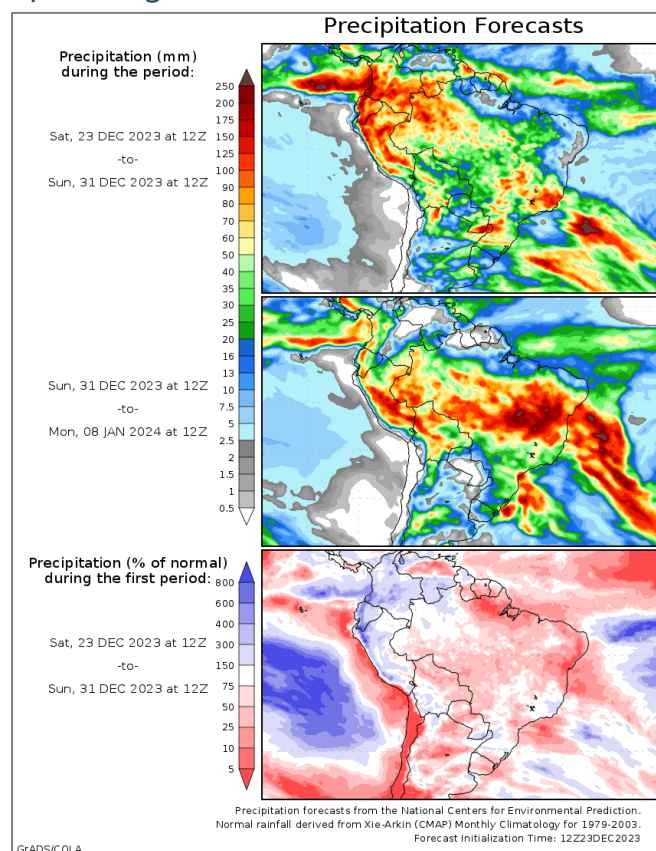 Precipitation Forecasts
Precipitation (mm)
during the period:
Sat, 23 DEC 2023 at 12Z
-to-
Sun, 31 DEC 2023 at 12Z
250
200
175
150
125
100
90
80
70
60
50
40
35
30
25
20
16
13
10
7.5
5
2.5
2
1.5
1
0.5
Sun, 31 DEC 2023 at 12Z
-to-
Mon, 08 JAN 2024 at 12Z
Precipitation (% of normal)
during the first period:
Sat, 23 DEC 2023 at 12Z
-to-
Sun, 31 DEC 2023 at 12Z
800
600
400
300
150
75
50
25
10
5
Precipitation forecasts from the National Centers for Environmental Prediction.
Normal rainfall derived from Xie-Arkin (CMAP) Monthly Climatology for 1979-2003.
Forecast Initialization Time: 12Z23DEC2023
GrADS/COLA